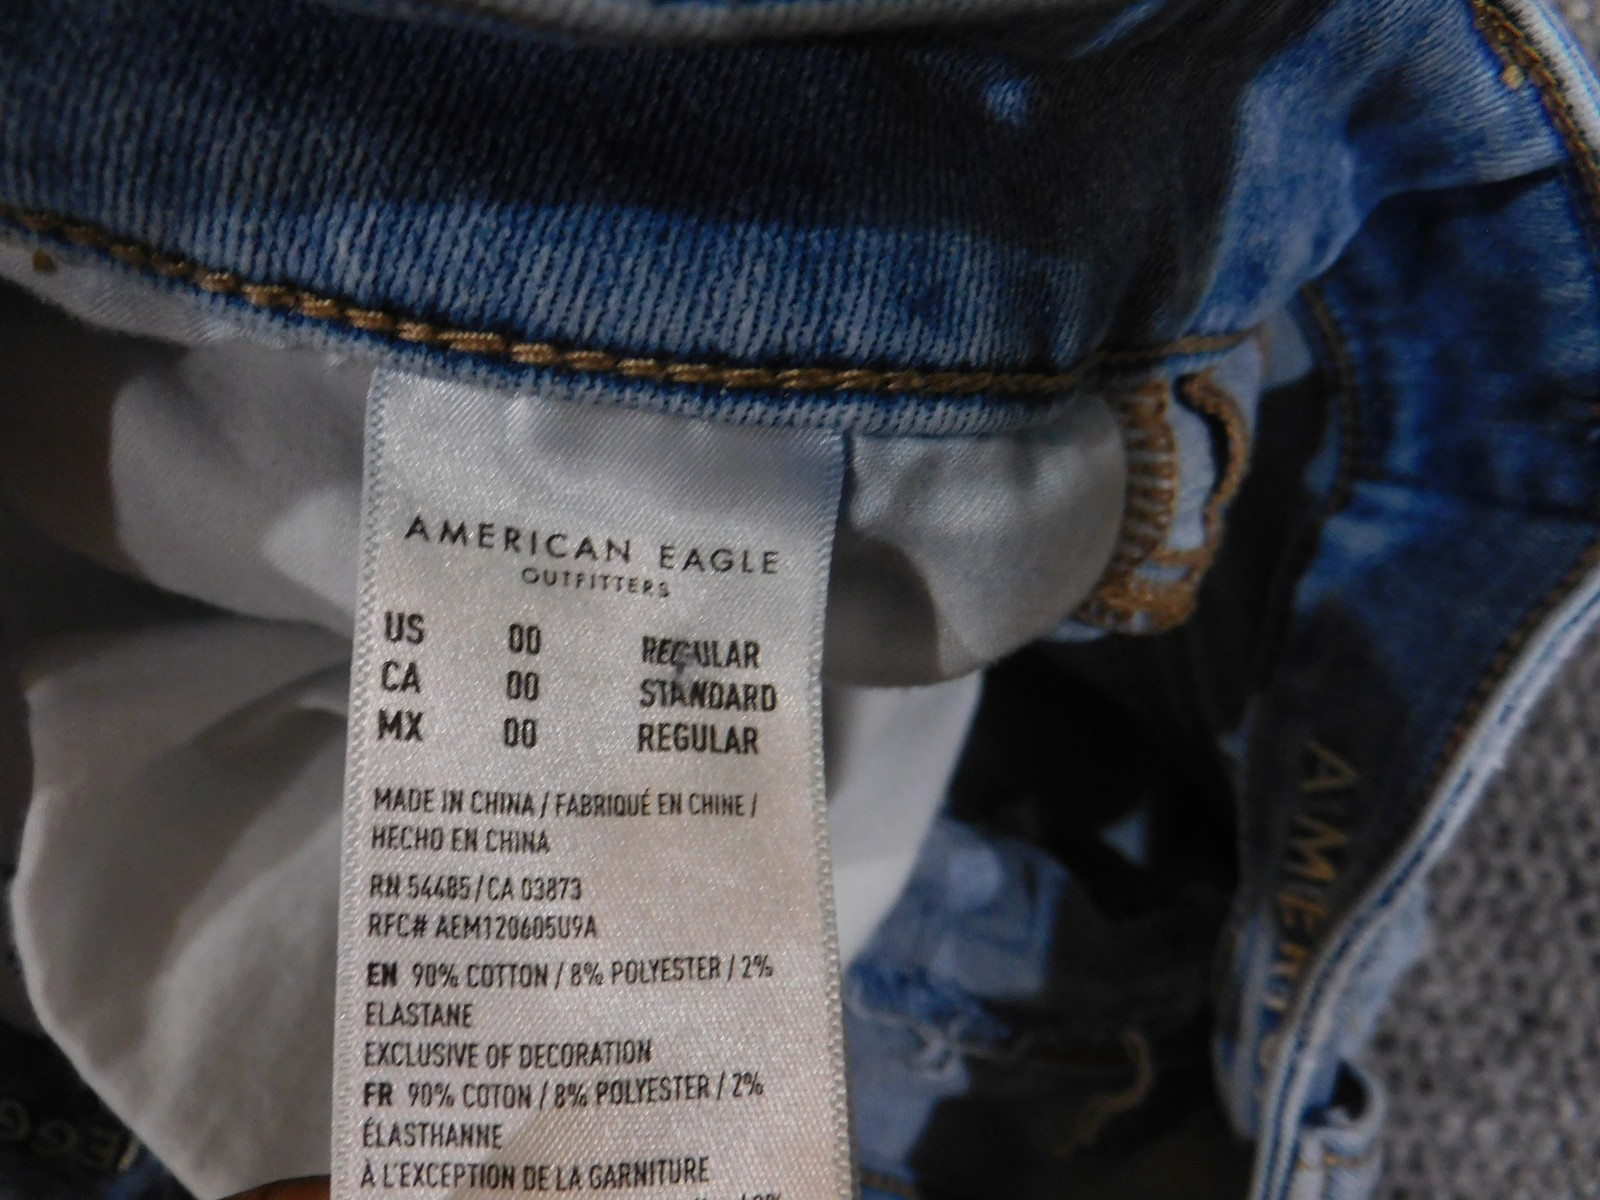 AMERICAN EAGLE
OUTFITTERS
US 00 REGULAR
CA 00 STANDARD
MX 00 REGULAR
MADE IN CHINA / FABRIQUÉ EN CHINE /
HECHO EN CHINA
RN 54485 / CA 03873
RFC# AEM120605U9A
EN 90% COTTON / 8% POLYESTER / 2%
ELASTANE
EXCLUSIVE OF DECORATION
FR 90% COTON / 8% POLYESTER / 2%
ÉLASTHANNE
À L'EXCEPTION DE LA GARNITURE